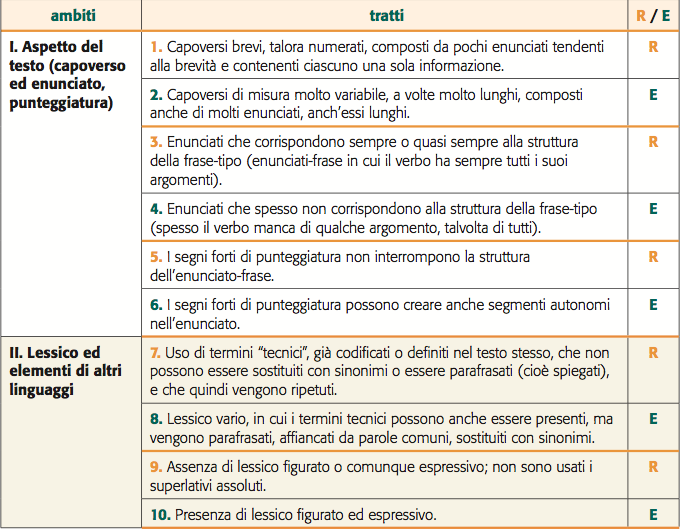 ambiti tratti R / E
I. Aspetto del
testo (capoverso
ed enunciato,
punteggiatura)
1. Capoversi brevi, talora numerati, composti da pochi enunciati tendenti
alla brevità e contenenti ciascuno una sola informazione.
R
2. Capoversi di misura molto variabile, a volte molto lunghi, composti
anche di molti enunciati, anch'essi lunghi.
E
3. Enunciati che corrispondono sempre o quasi sempre alla struttura
della frase-tipo (enunciati-frase in cui il verbo ha sempre tutti i suoi
argomenti).
R
4. Enunciati che spesso non corrispondono alla struttura della frase-tipo
(spesso il verbo manca di qualche argomento, talvolta di tutti).
E
5. I segni forti di punteggiatura non interrompono la struttura
dell'enunciato-frase.
R
6. I segni forti di punteggiatura possono creare anche segmenti autonomi
nell'enunciato.
E
II. Lessico ed
elementi di altri
linguaggi
7. Uso di termini "tecnici", già codificati o definiti nel testo stesso, che non
possono essere sostituiti con sinonimi o essere parafrasati (cioè spiegati),
e che quindi vengono ripetuti.
R
8. Lessico vario, in cui i termini tecnici possono anche essere presenti, ma
vengono parafrasati, affiancati da parole comuni, sostituiti con sinonimi.
E
9. Assenza di lessico figurato o comunque espressivo; non sono usati i
superlativi assoluti.
R
10. Presenza di lessico figurato ed espressivo.
E